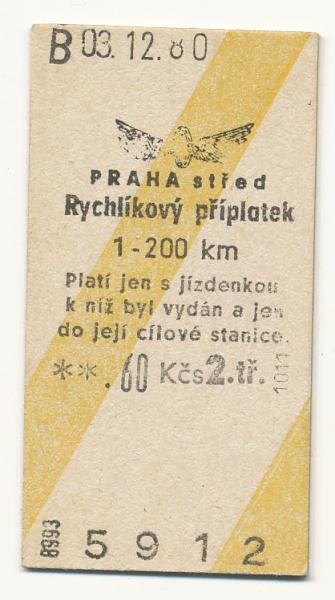 B 03.12.80
PRAHA střed
Rychlíkový příplatek
1-200 km
Platí jen s jízdenkou
k níž byl vydán a jen
do její cílové stanice.
**.60 Kčs 2.tř.
1011
8993
5912